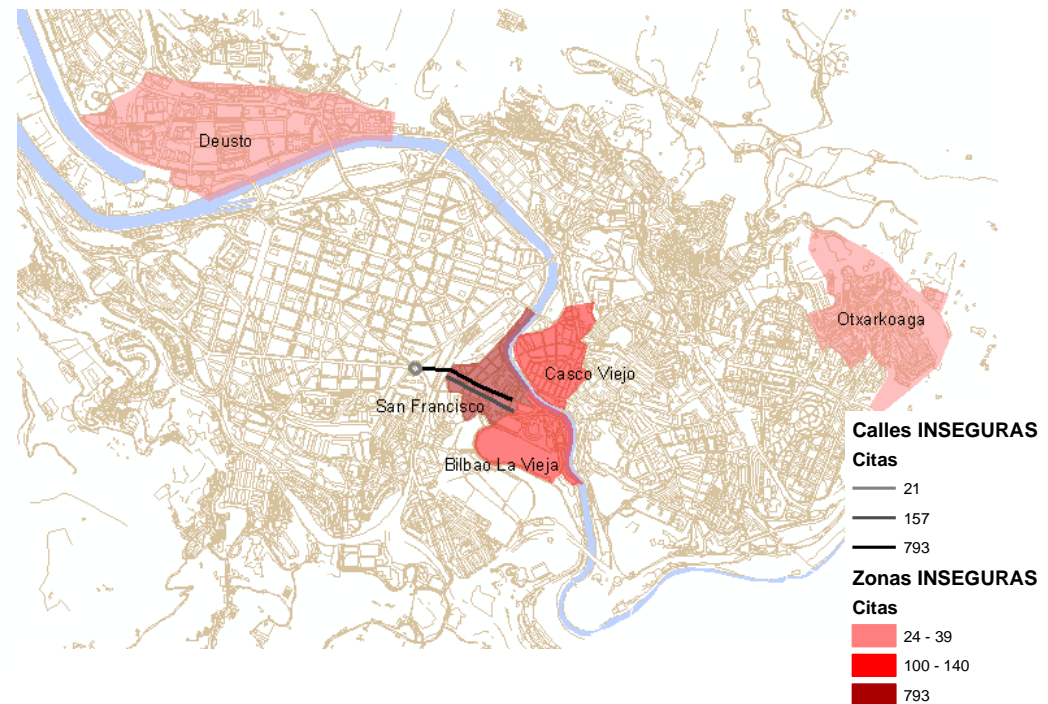 Deusto
Otxarkoaga
Casco Viejo
San Francisco
Bilbao La Vieja
Calles INSEGURAS
Citas
21
157
793
Zonas INSEGURAS
Citas
24 - 39
100 - 140
793